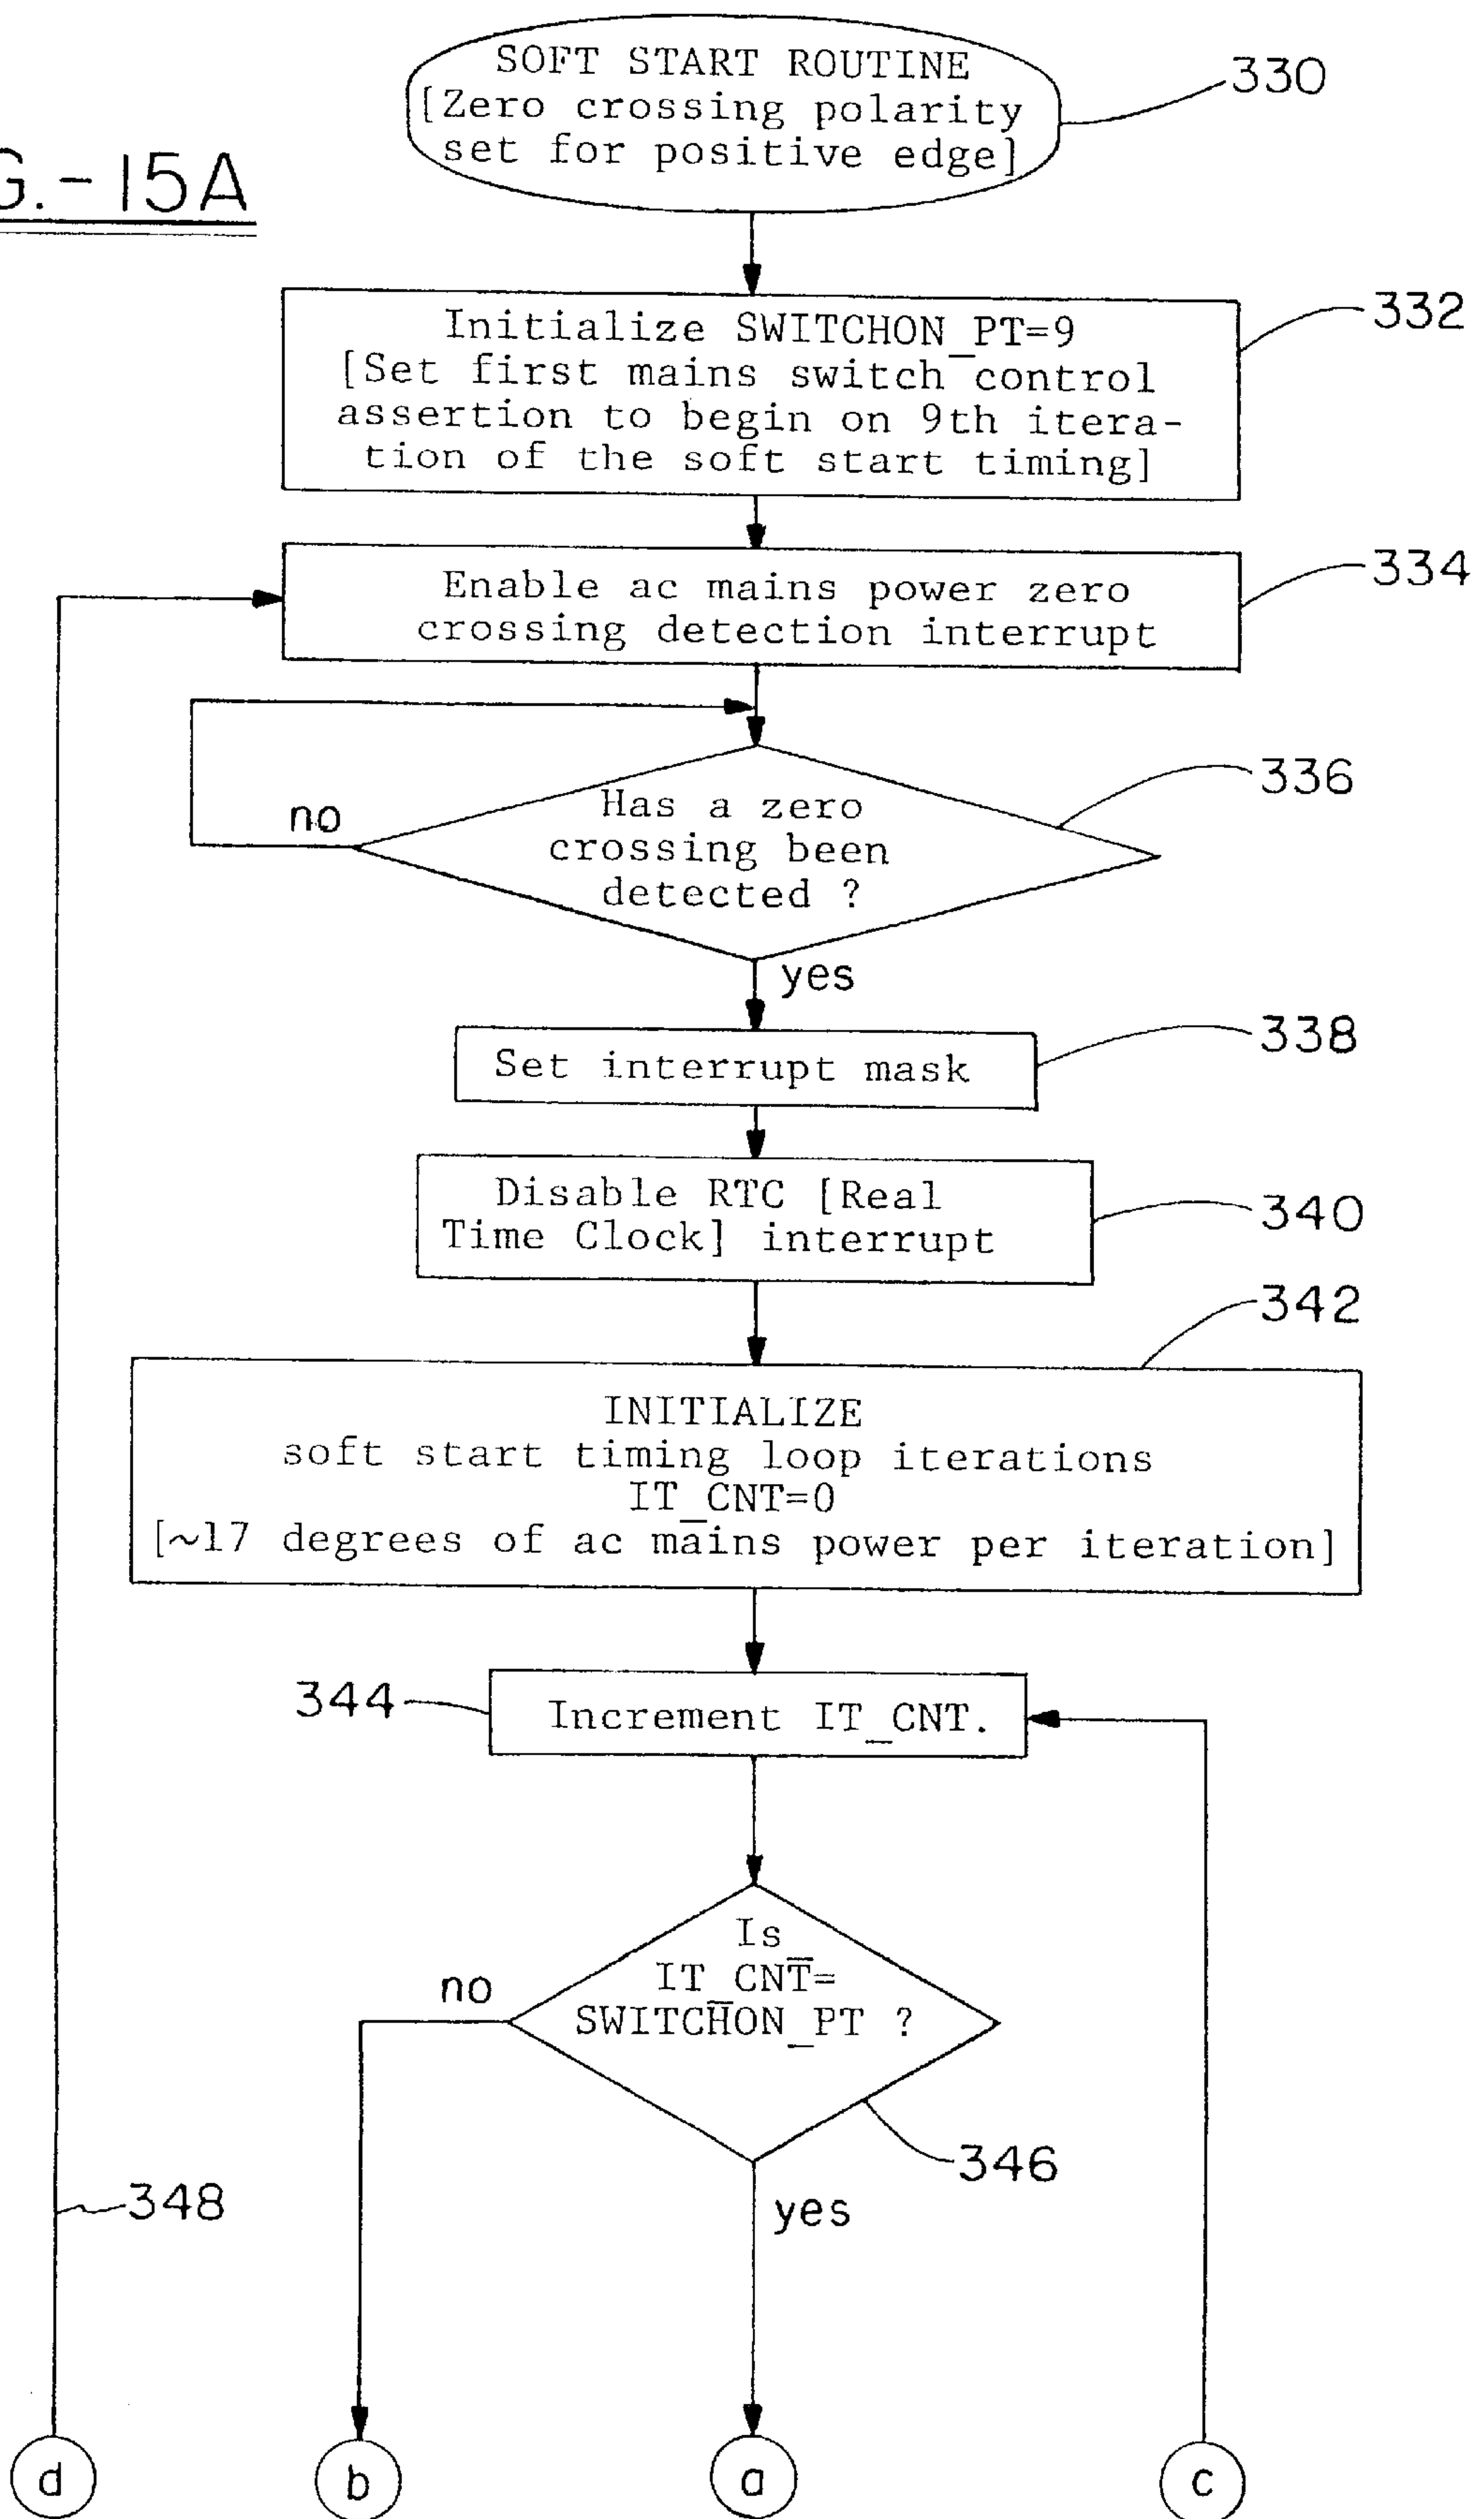 SOFT START ROUTINE
[Zero crossing polarity
set for positive edge]
330
G.-15A
Initialize SWITCHON_PT=9
[Set first mains switch control
assertion to begin on 9th itera-
tion of the soft start timing]
332
Enable ac mains power zero
crossing detection interrupt
334
no
Has a zero
crossing been
detected ?
336
yes
Set interrupt mask
338
Disable RTC [Real
Time Clock] interrupt
340
342
INITIALIZE
soft start timing loop iterations
IT_CNT=0
[~17 degrees of ac mains power per iteration]
344
Increment IT_CNT.
no
Is
IT_CNT=
SWITCHON_PT ?
346
348
yes
d
b
a
c